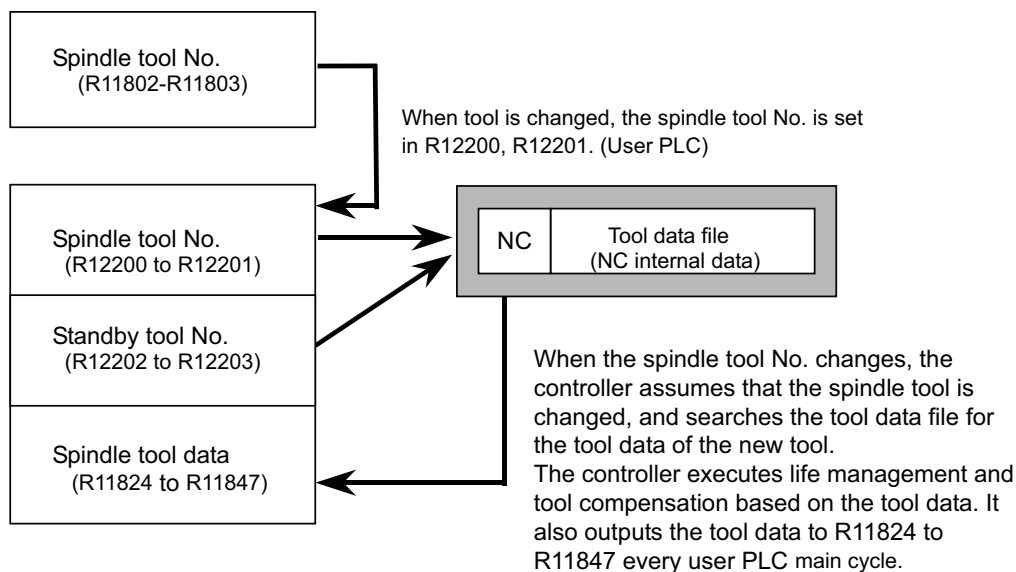 Spindle tool No.
(R11802-R11803)
When tool is changed, the spindle tool No. is set
in R12200, R12201. (User PLC)
Spindle tool No.
(R12200 to R12201)
NC
Tool data file
(NC internal data)
Standby tool No.
(R12202 to R12203)
Spindle tool data
(R11824 to R11847)
When the spindle tool No. changes, the
controller assumes that the spindle tool is
changed, and searches the tool data file for
the tool data of the new tool.
The controller executes life management and
tool compensation based on the tool data. It
also outputs the tool data to R11824 to
R11847 every user PLC main cycle.